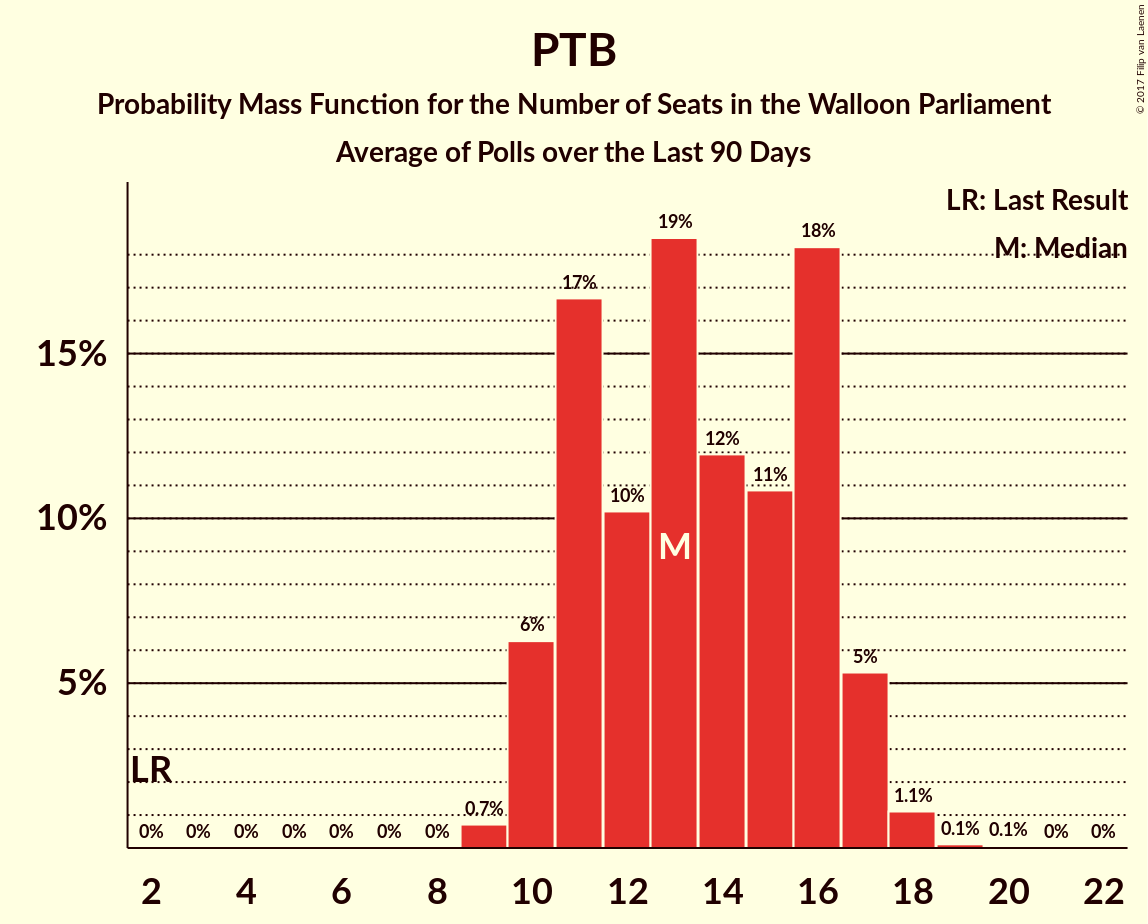 PTB
Probability Mass Function for the Number of Seats in the Walloon Parliament
Average of Polls over the Last 90 Days
© 2017 Filip van Laenen
LR: Last Result
M: Median
19%
18%
17%
15%
12%
11%
10%
10%
M
6%
5%
5%
LR
1.1%
0.7%
0% 0% 0% 0% 0% 0% 0% 0.1% 0.1% 0% 0%
2 4 6 8 10 12 14 16 18 20 22